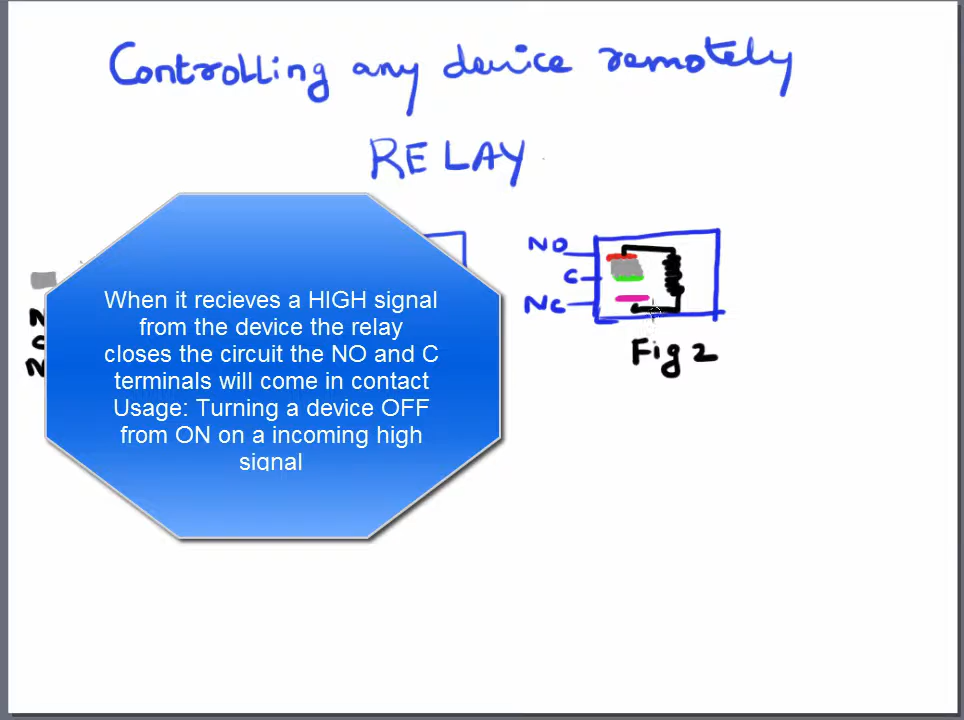 Controlling any device remotely
RELAY
NO
C
NC
Fig 2
When it recieves a HIGH signal
from the device the relay
closes the circuit the NO and C
terminals will come in contact
Usage: Turning a device OFF
from ON on a incoming high
signal